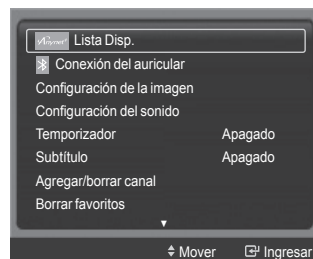 Anynet+ Lista Disp.
Conexión del auricular
Configuración de la imagen
Configuración del sonido
Temporizador Apagado
Subtítulo Apagado
Agregar/borrar canal
Borrar favoritos
Mover Ingresar